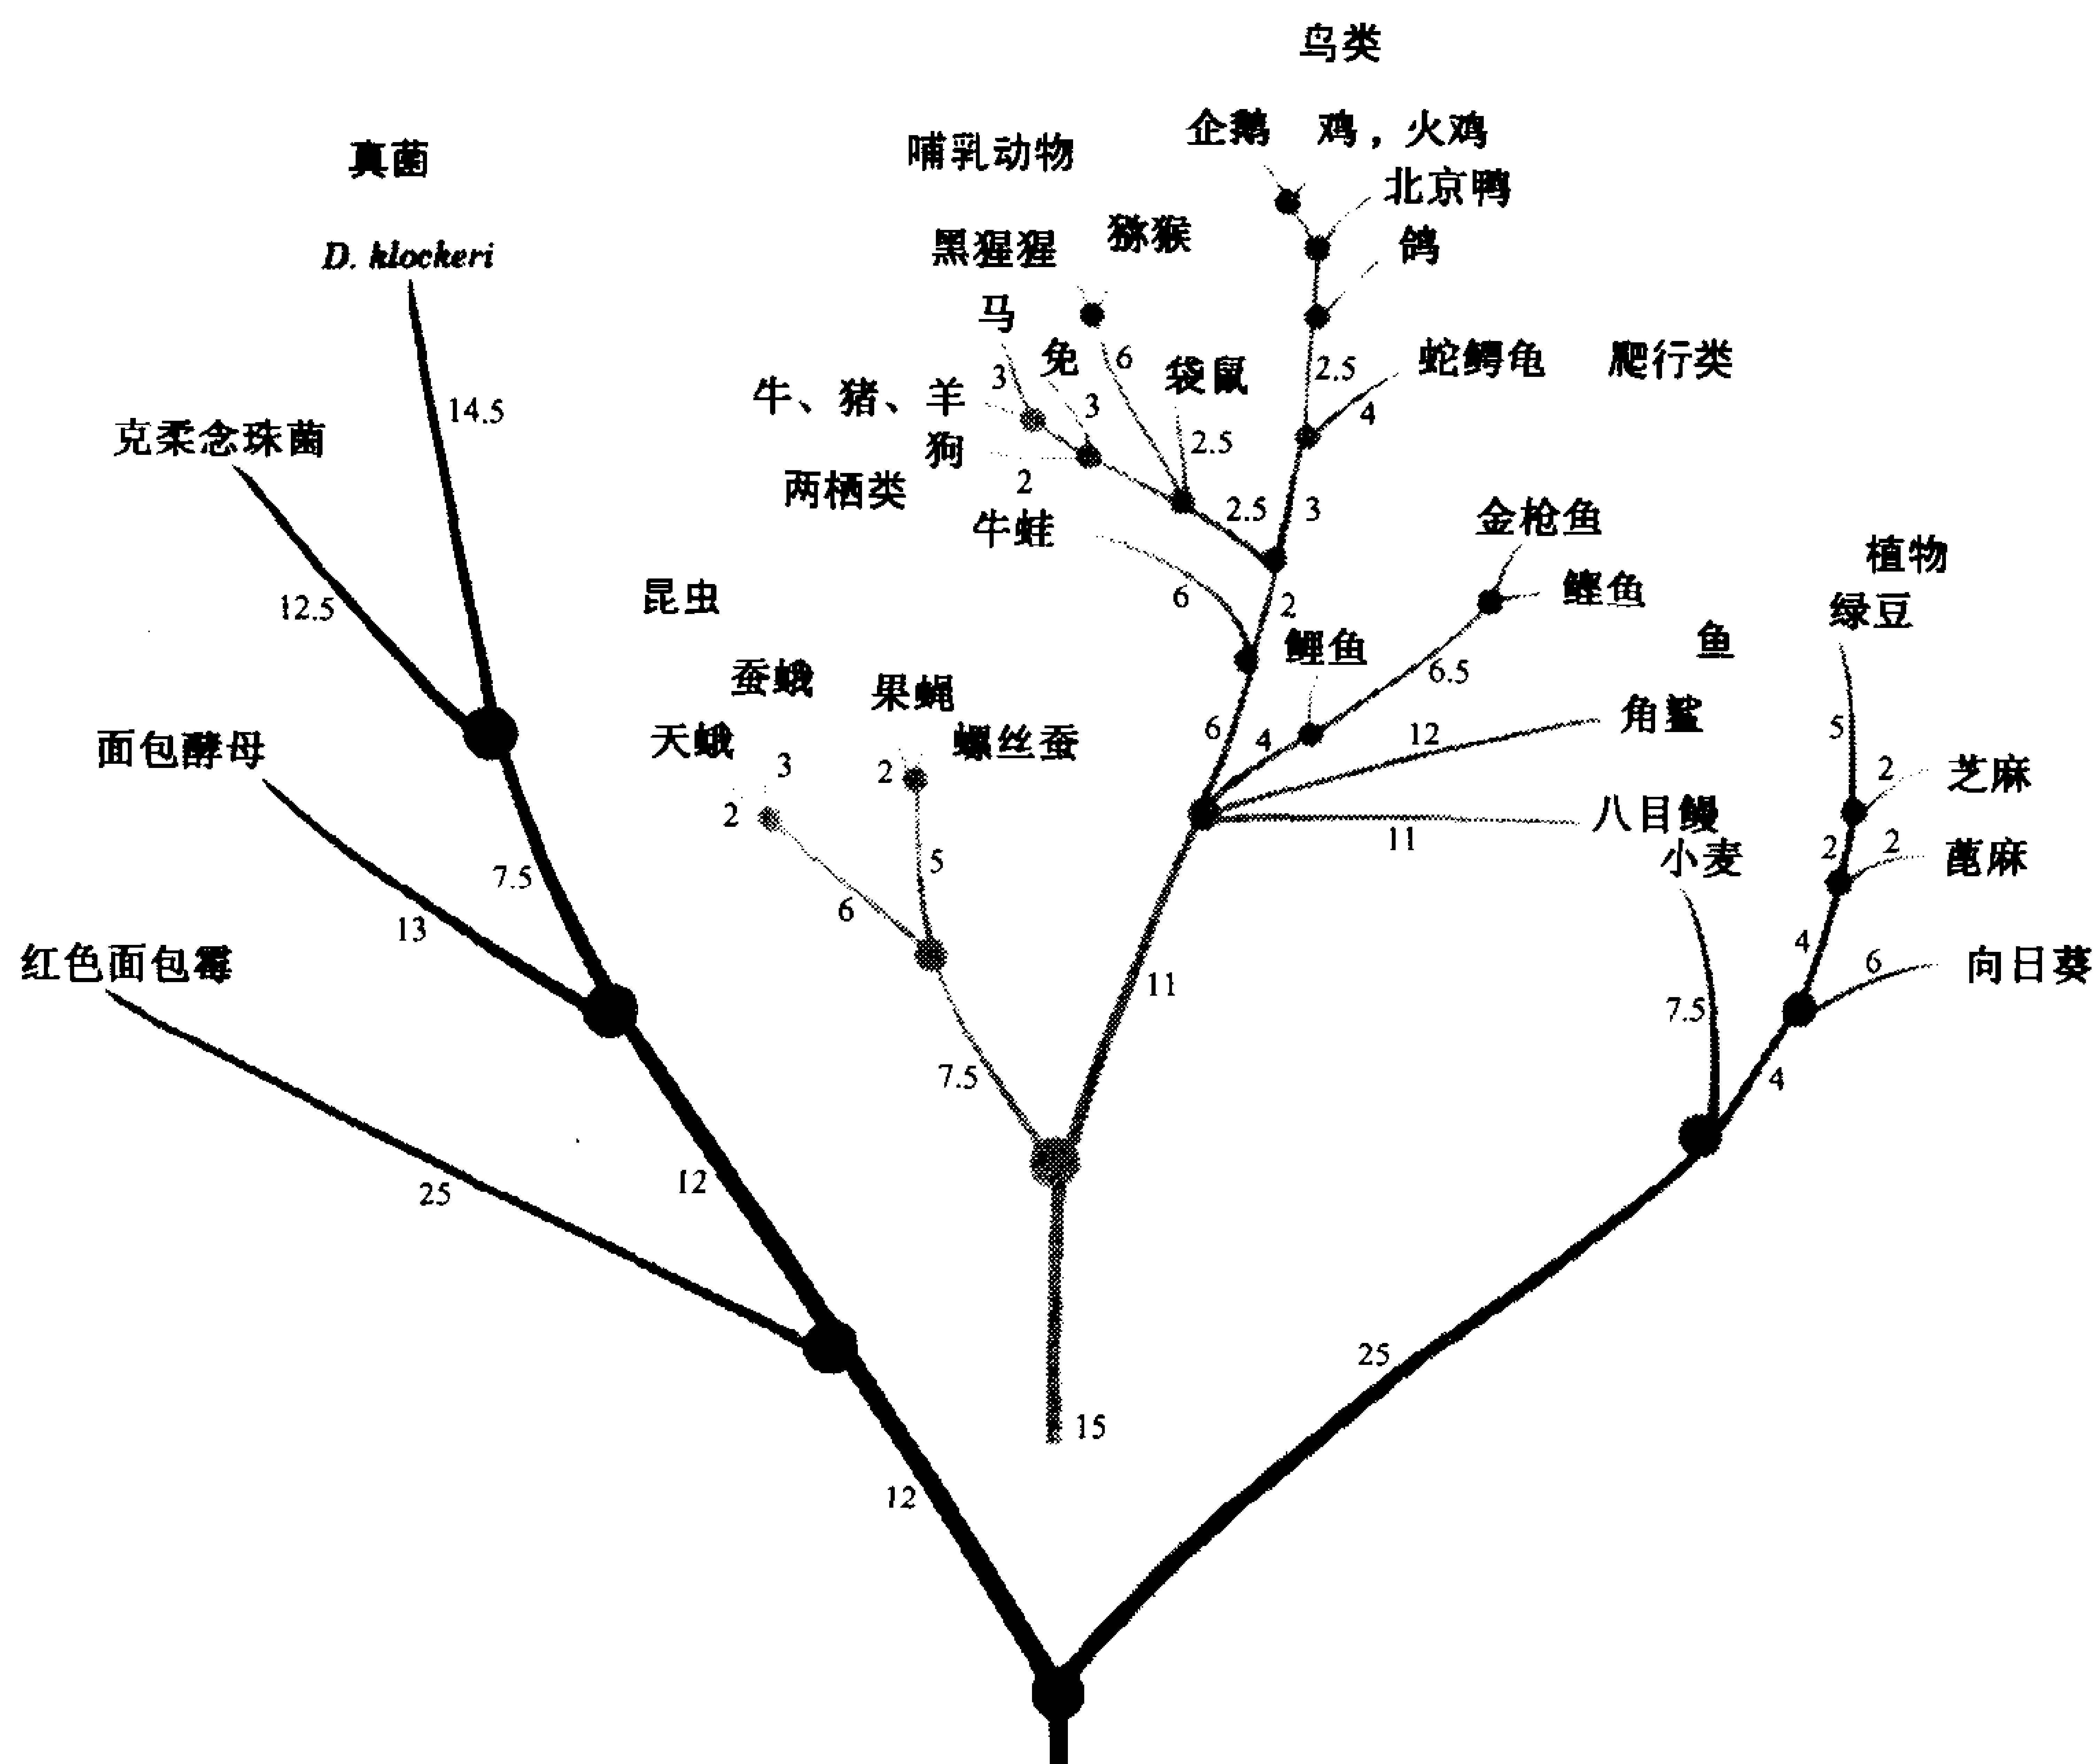 鸟类
企鹅
鸡，火鸡
真菌
哺乳动物
北京鸭
D. klockeri
黑猩猩
猕猴
鸽
马
兔
6
袋鼠
2.5
蛇鳄龟
爬行类
牛、猪、羊
3
3
4
14.5
克柔念珠菌
狗
2
2.5
两栖类
2.5
3
金枪鱼
牛蛙
植物
昆虫
12.5
6
2
鲣鱼
绿豆
鲤鱼
鱼
蚕蛾
果蝇
6.5
面包酵母
天蛾
3
2
螺丝蚕
6
4
12
角鲨
5
2
芝麻
2
11
八目鳗
小麦
2
2
蓖麻
7.5
5
6
13
红色面包霉
11
4
6
向日葵
7.5
7.5
4
12
25
25
15
12